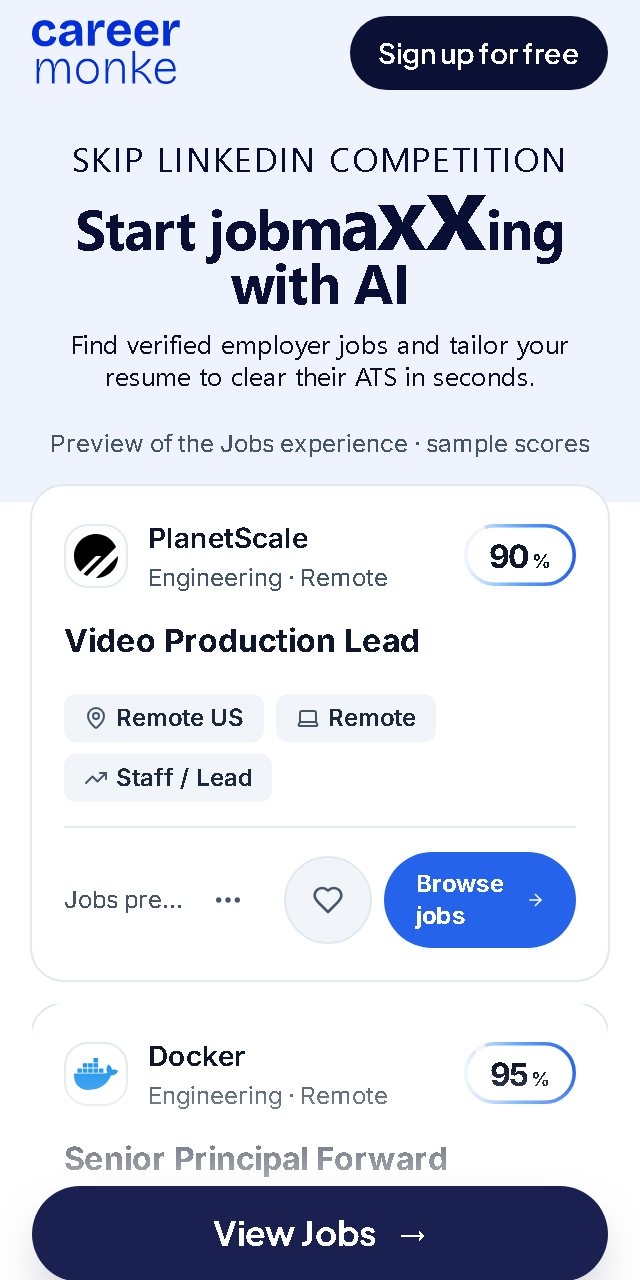 career
monke
Sign up for free
SKIP LINKEDIN COMPETITION
Start jobmaxXing
with AI
Find verified employer jobs and tailor your
resume to clear their ATS in seconds.
Preview of the Jobs experience · sample scores
PlanetScale
Engineering · Remote
90 %
Video Production Lead
Remote US
Remote
Staff / Lead
Jobs pre...
Browse
jobs
Docker
Engineering · Remote
95 %
Senior Principal Forward
View Jobs →